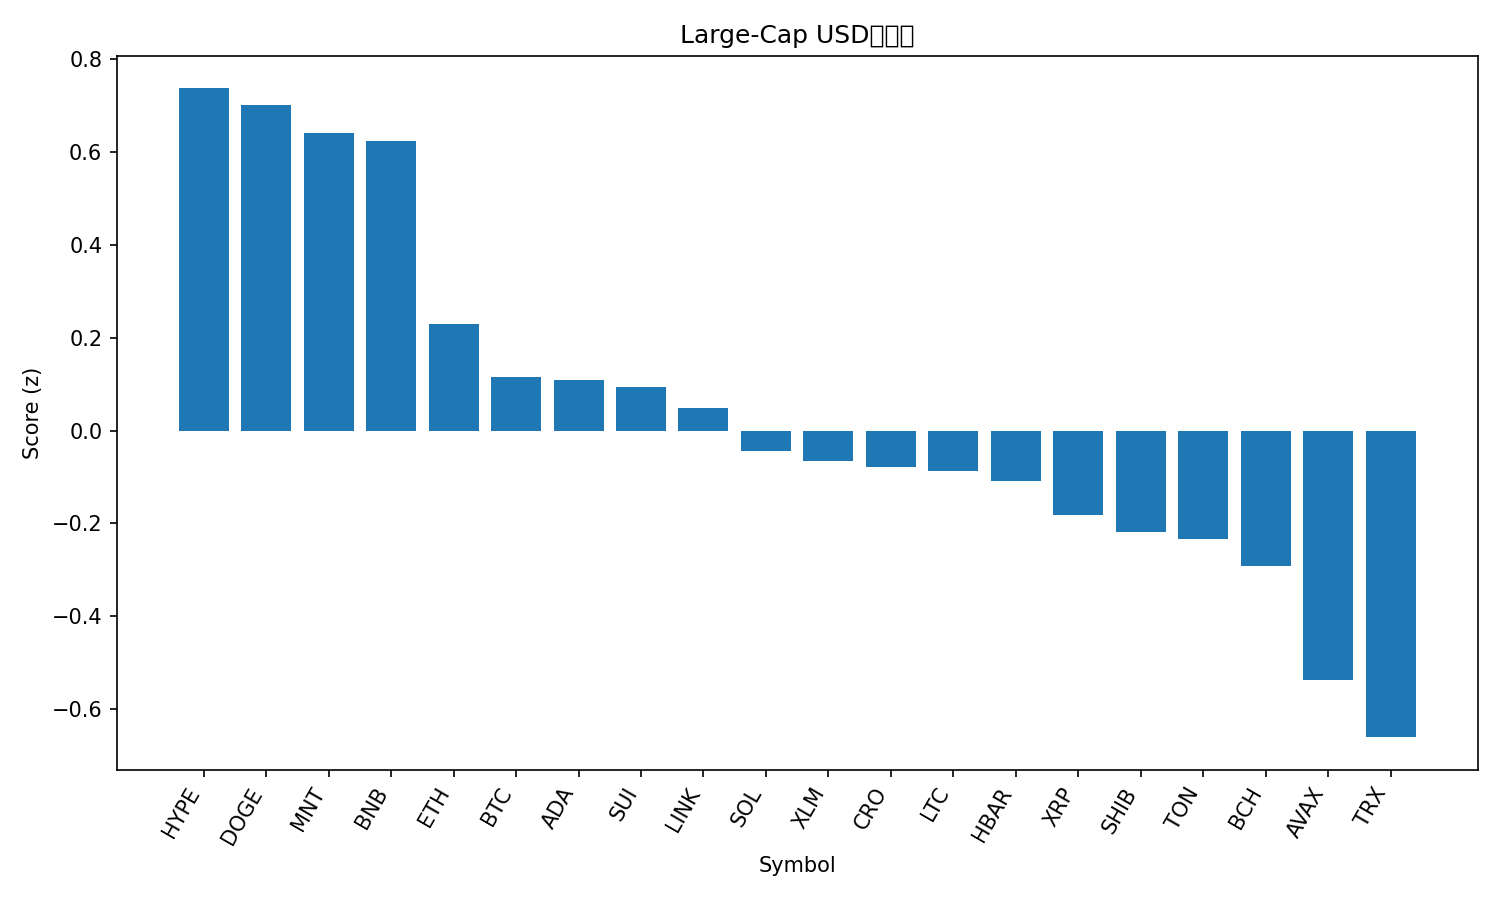 Large-Cap USD
0.8
0.6
0.4
0.2
0.0
−0.2
−0.4
−0.6
Score (z)
HYPE
DOGE
MNT
BNB
ETH
BTC
ADA
SUI
LINK
SOL
XLM
CRO
LTC
HBAR
XRP
SHIB
TON
BCH
AVAX
TRX
Symbol